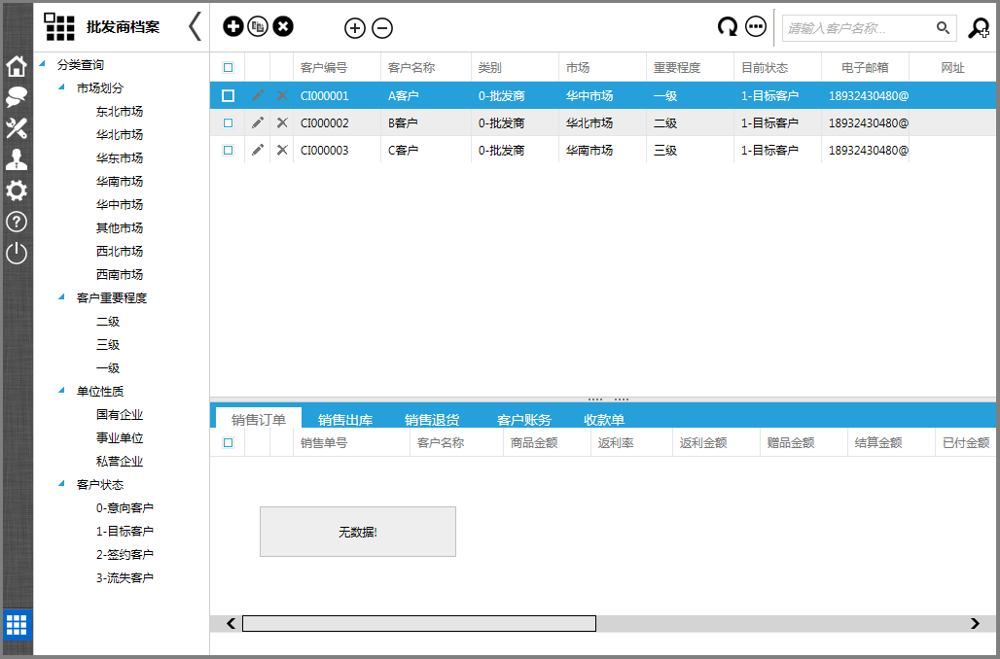 批发商档案
请输入客户名称...
分类查询
市场划分
东北市场
华北市场
华东市场
华南市场
华中市场
其他市场
西北市场
西南市场
客户重要程度
二级
三级
一级
单位性质
国有企业
事业单位
私营企业
客户状态
0-意向客户
1-目标客户
2-签约客户
3-流失客户
客户编号 客户名称 类别 市场 重要程度 目前状态 电子邮箱 网址
CI000001 A客户 0-批发商 华中市场 一级 1-目标客户 18932430480@
CI000002 B客户 0-批发商 华北市场 二级 1-目标客户 18932430480@
CI000003 C客户 0-批发商 华南市场 三级 1-目标客户 18932430480@
销售订单 销售出库 销售退货 客户账务 收款单
销售单号 客户名称 商品金额 返利率 返利金额 赠品金额 结算金额 已付金额
无数据!